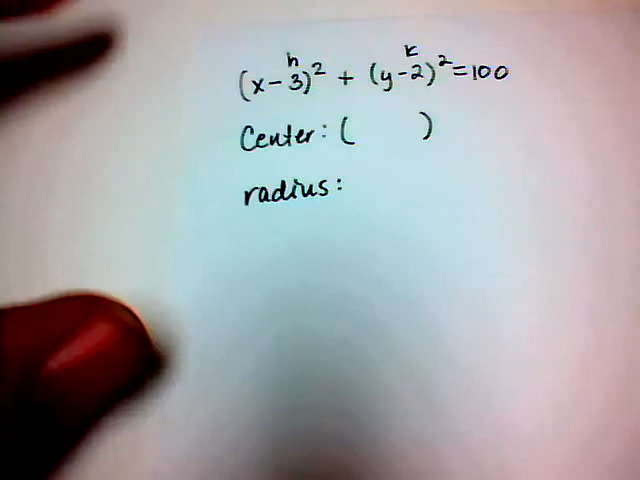 h k
(x-3)² + (y-2)²=100
Center: ( )
radius: